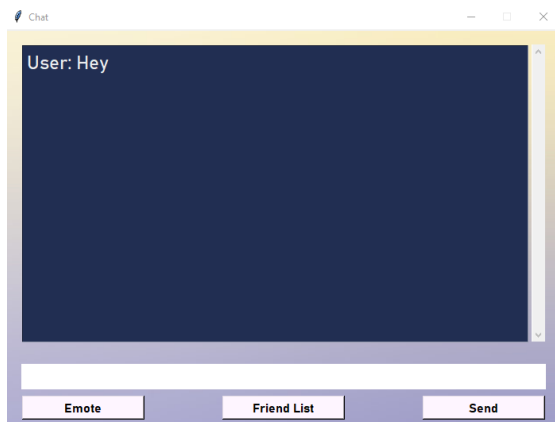 Chat
User: Hey
Emote
Friend List
Send